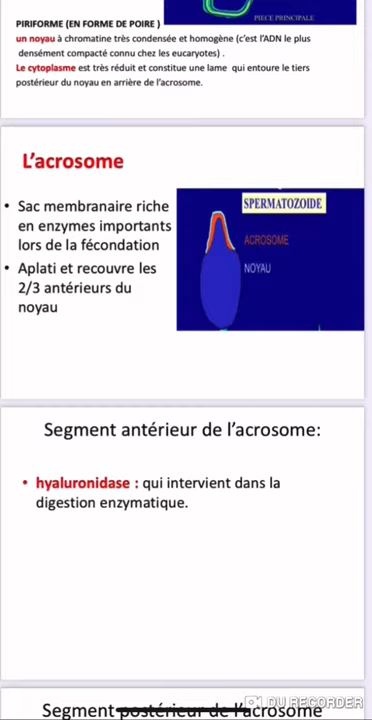 PIECE PRINCIPALE
PIRIFORME (EN FORME DE POIRE )
un noyau à chromatine très condensée et homogène (c’est l’ADN le plus
densément compacté connu chez les eucaryotes) .
Le cytoplasme est très réduit et constitue une lame qui entoure le tiers
postérieur du noyau en arrière de l’acrosome.
L’acrosome
• Sac membranaire riche
en enzymes importants
lors de la fécondation
• Aplati et recouvre les
2/3 antérieurs du
noyau
SPERMATOZOIDE
ACROSOME
NOYAU
Segment antérieur de l’acrosome:
• hyaluronidase : qui intervient dans la
digestion enzymatique.
Segment postérieur de l’acrosome
DU RECORDER